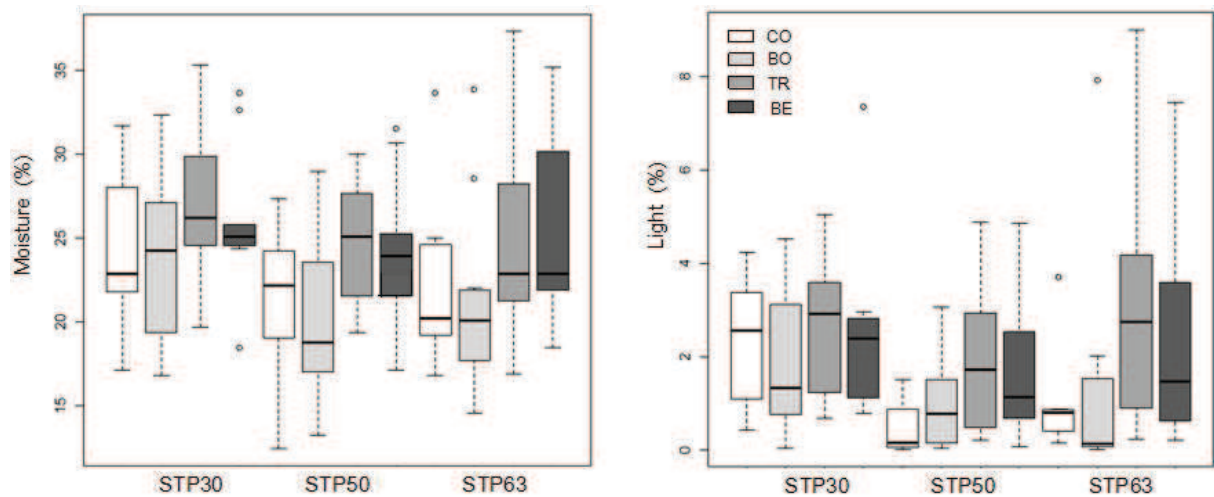 Moisture (%)
35
30
25
20
15
STP30 STP50 STP63
Light (%)
8
6
4
2
0
CO
BO
TR
BE
STP30 STP50 STP63